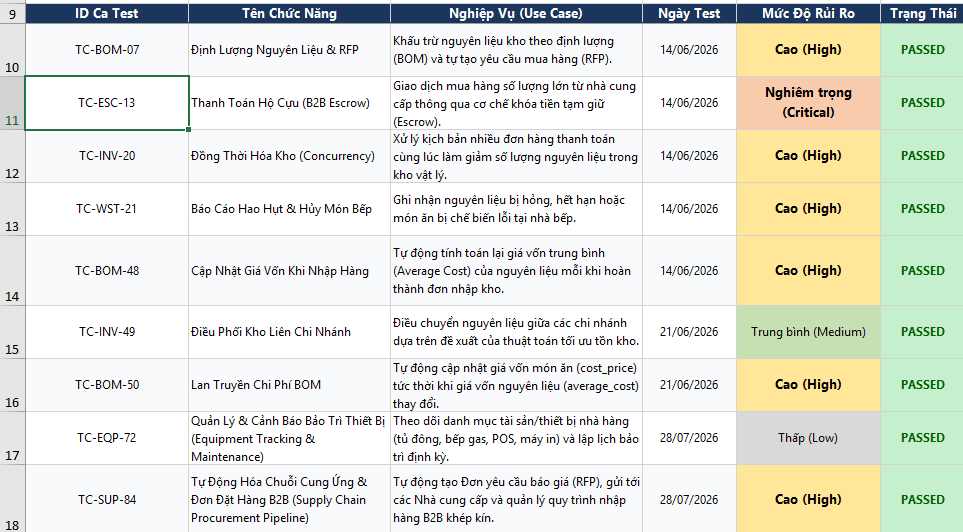 9 ID Ca Test Tên Chức Năng Nghiệp Vụ (Use Case) Ngày Test Mức Độ Rủi Ro Trạng Thái
10 TC-BOM-07 Định Lượng Nguyên Liệu & RFP
Khấu trừ nguyên liệu kho theo định lượng
(BOM) và tự tạo yêu cầu mua hàng (RFP).
14/06/2026 Cao (High) PASSED
11 TC-ESC-13 Thanh Toán Hộ Cựu (B2B Escrow)
Giao dịch mua hàng số lượng lớn từ nhà cung
cấp thông qua cơ chế khóa tiền tạm giữ
(Escrow).
14/06/2026
Nghiêm trọng
(Critical)
PASSED
12 TC-INV-20 Đồng Thời Hóa Kho (Concurrency)
Xử lý kịch bản nhiều đơn hàng thanh toán
cùng lúc làm giảm số lượng nguyên liệu trong
kho vật lý.
14/06/2026 Cao (High) PASSED
13 TC-WST-21 Báo Cáo Hao Hụt & Hủy Món Bếp
Ghi nhận nguyên liệu bị hỏng, hết hạn hoặc
món ăn bị chế biến lỗi tại nhà bếp.
14/06/2026 Cao (High) PASSED
14 TC-BOM-48 Cập Nhật Giá Vốn Khi Nhập Hàng
Tự động tính toán lại giá vốn trung bình
(Average Cost) của nguyên liệu mỗi khi hoàn
thành đơn nhập kho.
14/06/2026 Cao (High) PASSED
15 TC-INV-49 Điều Phối Kho Liên Chi Nhánh
Điều chuyển nguyên liệu giữa các chi nhánh
dựa trên đề xuất của thuật toán tối ưu tồn kho.
21/06/2026 Trung bình (Medium) PASSED
16 TC-BOM-50 Lan Truyền Chi Phí BOM
Tự động cập nhật giá vốn món ăn (cost_price)
tức thời khi giá vốn nguyên liệu (average_cost)
thay đổi.
21/06/2026 Cao (High) PASSED
17 TC-EQP-72
Quản Lý & Cảnh Báo Bảo Trì Thiết Bị
(Equipment Tracking &
Maintenance)
Theo dõi danh mục tài sản/thiết bị nhà hàng
(tủ đông, bếp gas, POS, máy in) và lập lịch bảo
trì định kỳ.
28/07/2026 Thấp (Low) PASSED
18 TC-SUP-84
Tự Động Hóa Chuỗi Cung Ứng &
Đơn Đặt Hàng B2B (Supply Chain
Procurement Pipeline)
Tự động tạo Đơn yêu cầu báo giá (RFP), gửi tới
các Nhà cung cấp và quản lý quy trình nhập
hàng B2B khép kín.
28/07/2026 Cao (High) PASSED